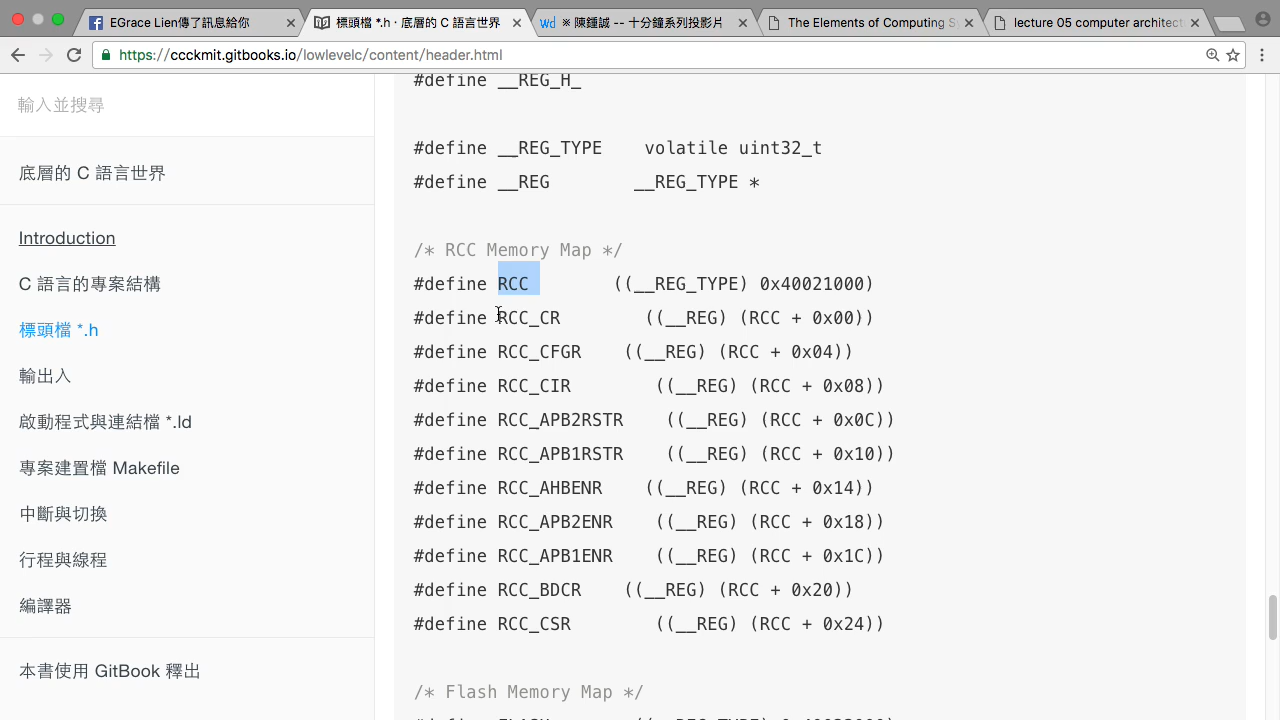 EGrace Lien傳了訊息給你
標頭檔 *.h · 底層的 C 語言世界
wd ※ 陳鍾誠 -- 十分鐘系列投影片
The Elements of Computing S
lecture 05 computer architect
https://ccckmit.gitbooks.io/lowlevelc/content/header.html
輸入並搜尋
底層的 C 語言世界
Introduction
C 語言的專案結構
標頭檔 *.h
輸出入
啟動程式與連結檔 *.ld
專案建置檔 Makefile
中斷與切換
行程與線程
編譯器
本書使用 GitBook 釋出
#define __REG_H_
#define __REG_TYPE    volatile uint32_t
#define __REG        __REG_TYPE *
/* RCC Memory Map */
#define RCC        ((__REG_TYPE) 0x40021000)
#define RCC_CR        ((__REG) (RCC + 0x00))
#define RCC_CFGR    ((__REG) (RCC + 0x04))
#define RCC_CIR        ((__REG) (RCC + 0x08))
#define RCC_APB2RSTR    ((__REG) (RCC + 0x0C))
#define RCC_APB1RSTR    ((__REG) (RCC + 0x10))
#define RCC_AHBENR    ((__REG) (RCC + 0x14))
#define RCC_APB2ENR    ((__REG) (RCC + 0x18))
#define RCC_APB1ENR    ((__REG) (RCC + 0x1C))
#define RCC_BDCR    ((__REG) (RCC + 0x20))
#define RCC_CSR        ((__REG) (RCC + 0x24))
/* Flash Memory Map */